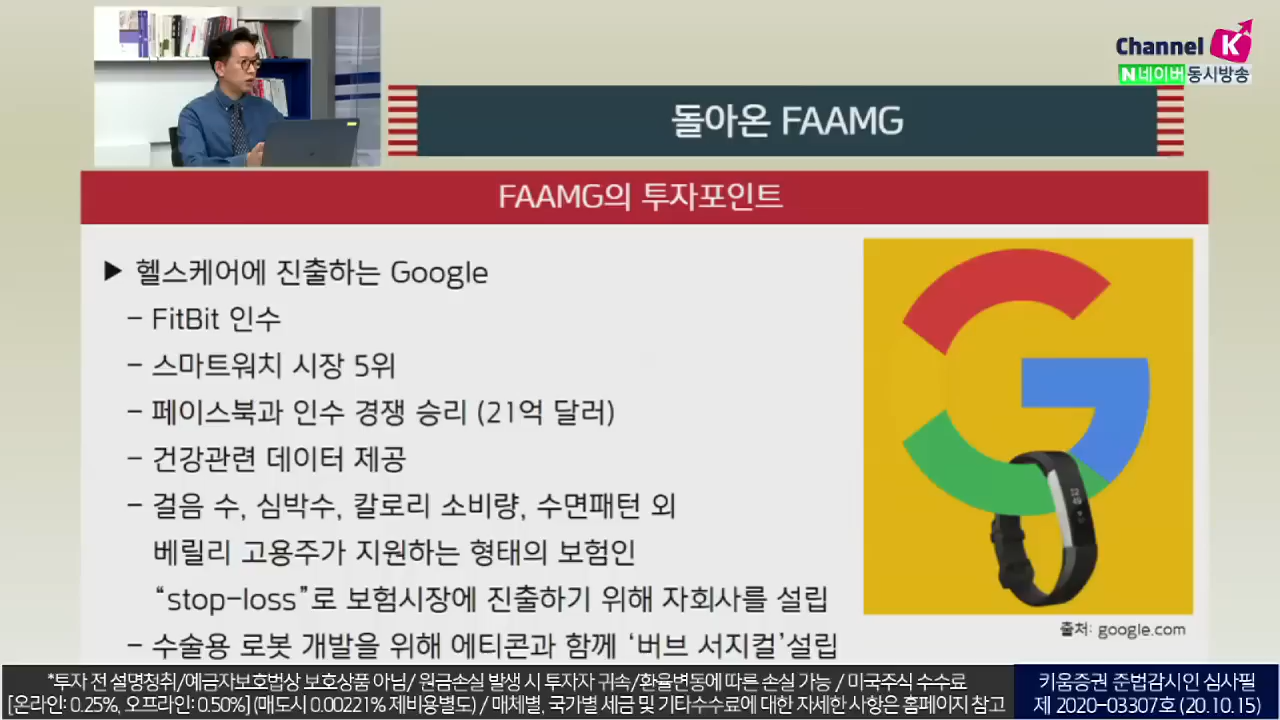 Channel K
N 네이버 동시방송
돌아온 FAAMG
FAAMG의 투자포인트
▶ 헬스케어에 진출하는 Google
- FitBit 인수
- 스마트워치 시장 5위
- 페이스북과 인수 경쟁 승리 (21억 달러)
- 건강관련 데이터 제공
- 걸음 수, 심박수, 칼로리 소비량, 수면패턴 외
베릴리 고용주가 지원하는 형태의 보험인
“stop-loss”로 보험시장에 진출하기 위해 자회사를 설립
- 수술용 로봇 개발을 위해 에티콘과 함께 ‘버브 서지컬’설립
출처: google.com
*투자 전 설명청취/예금자보호법상 보호상품 아님/ 원금손실 발생 시 투자자 귀속/환율변동에 따른 손실 가능 / 미국주식 수수료
[온라인: 0.25%, 오프라인: 0.50%] (매도시 0.00221% 제비용별도) / 매체별, 국가별 세금 및 기타수수료에 대한 자세한 사항은 홈페이지 참고
키움증권 준법감시인 심사필
제 2020-03307호 (20.10.15)